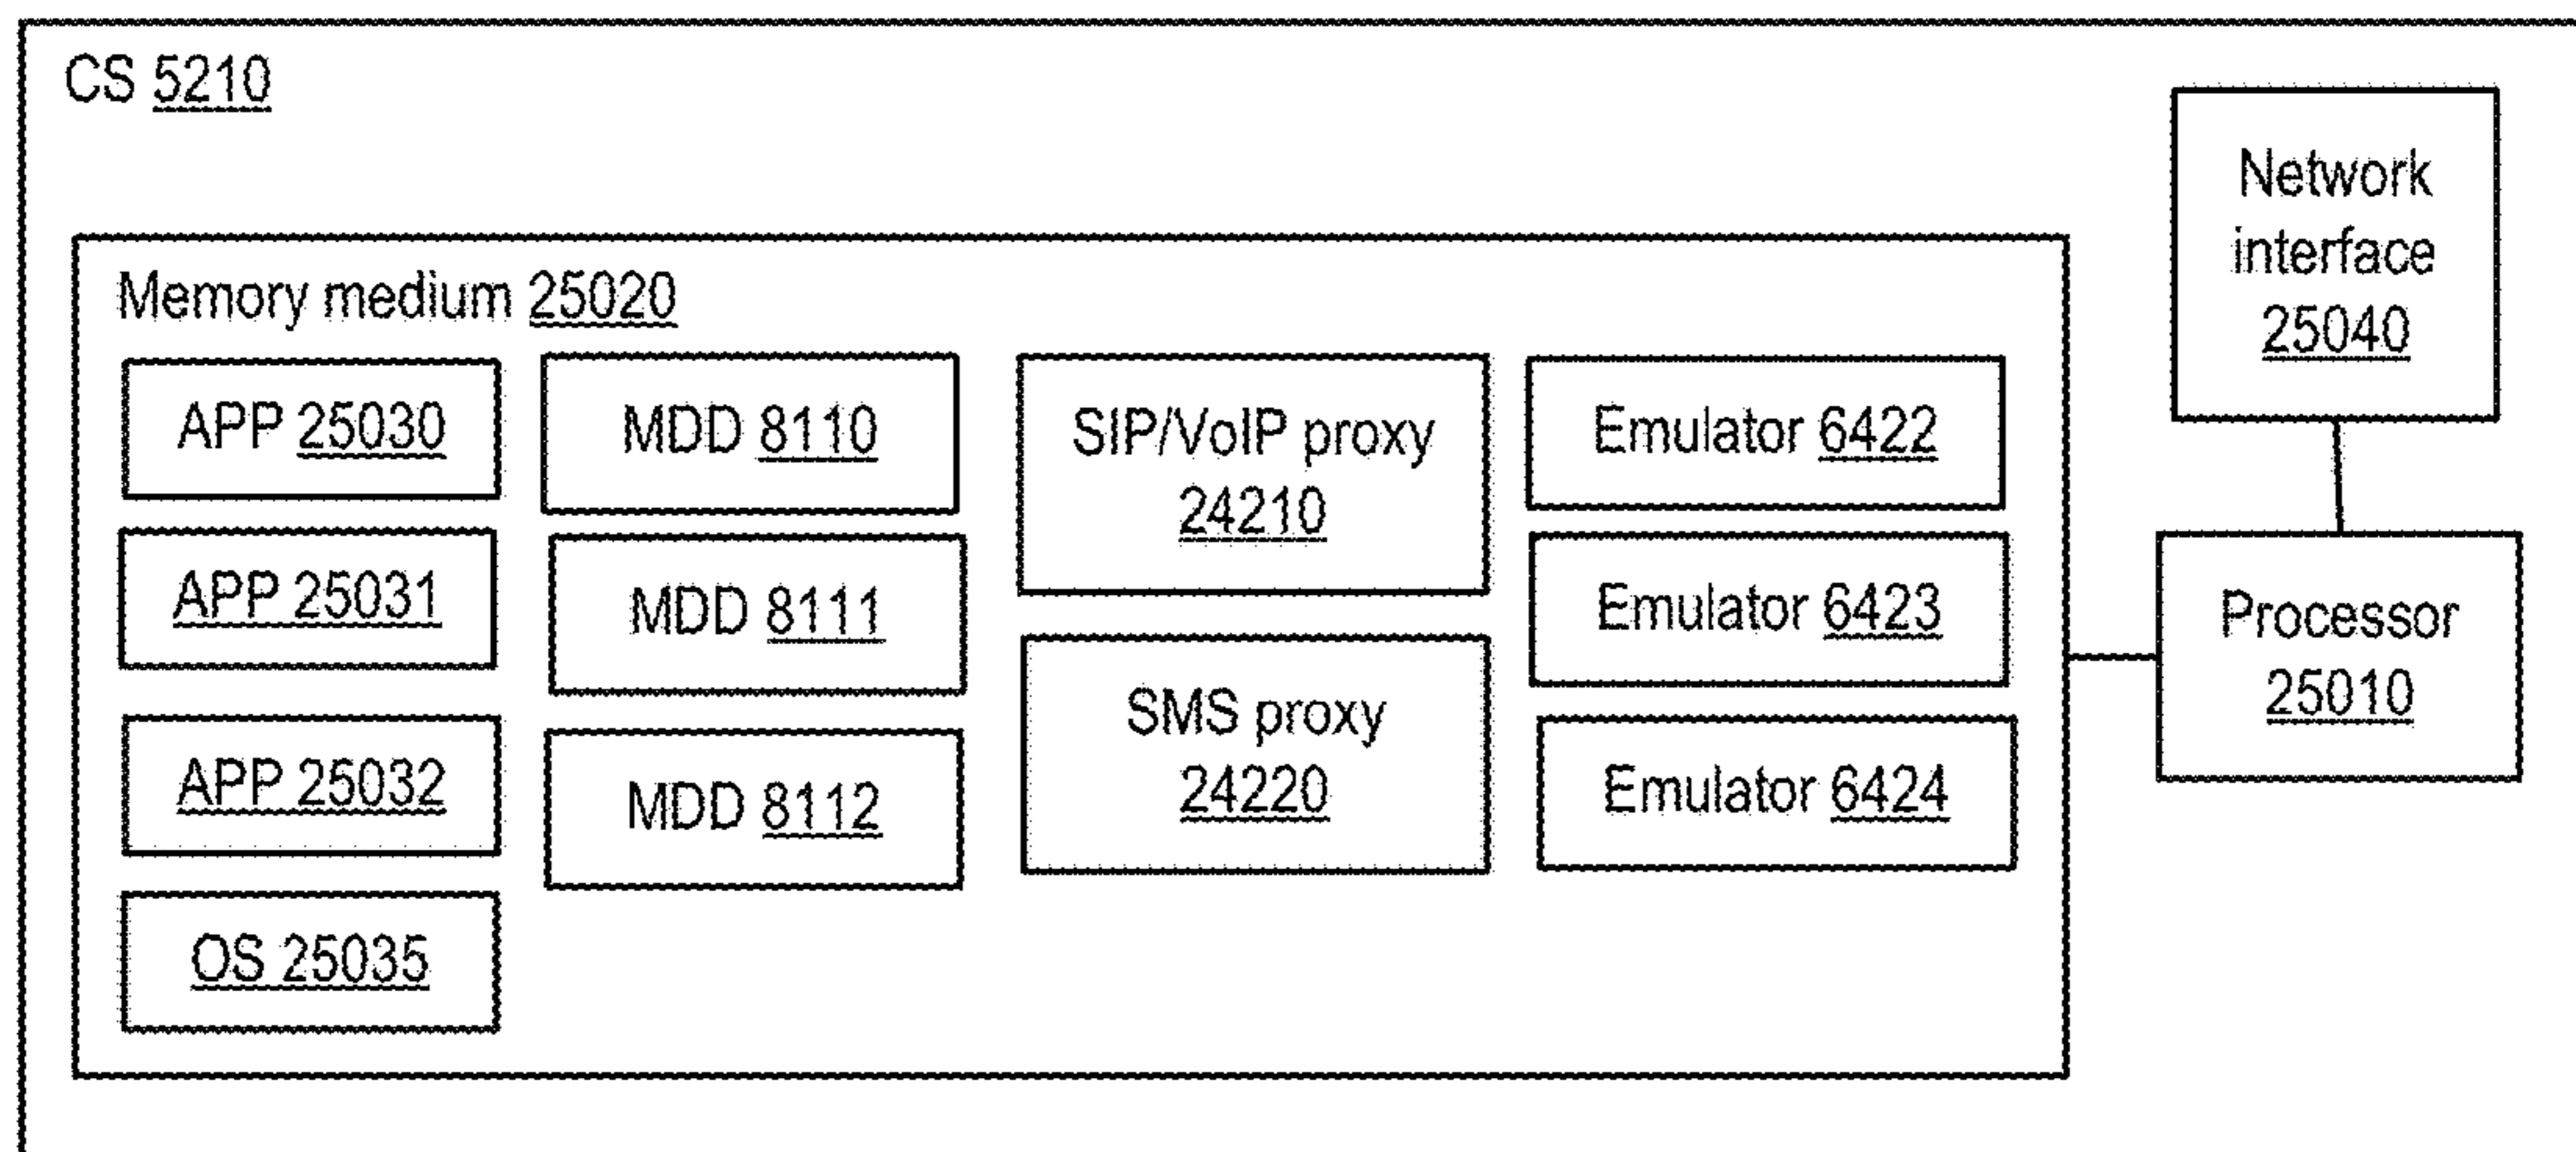 CS 5210
Memory medium 25020
APP 25030
APP 25031
APP 25032
OS 25035
MDD 8110
MDD 8111
MDD 8112
SIP/VoIP proxy
24210
SMS proxy
24220
Emulator 6422
Emulator 6423
Emulator 6424
Network
interface
25040
Processor
25010